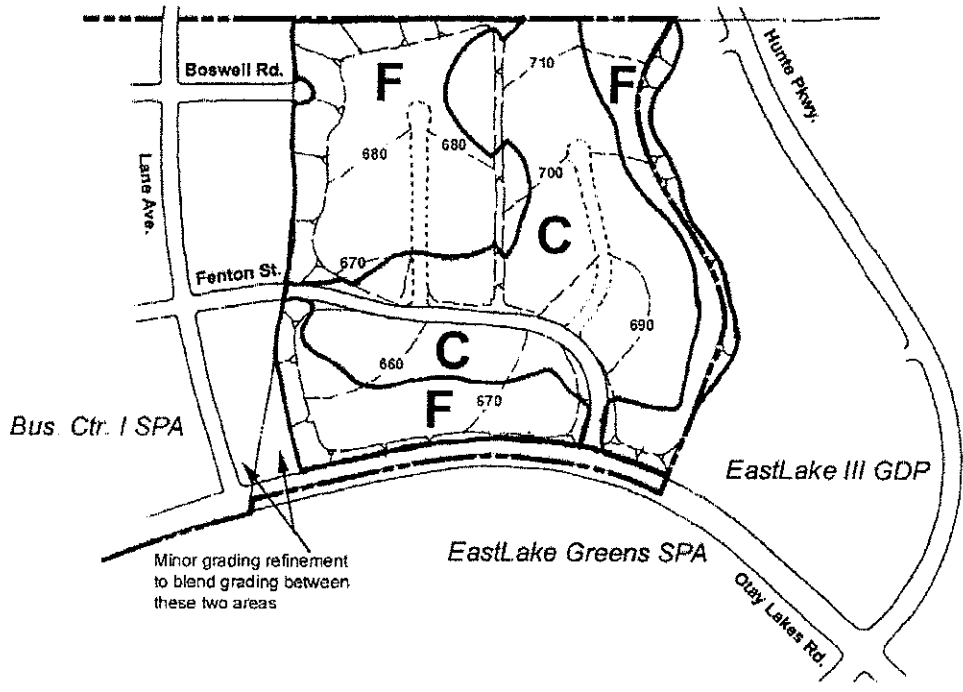 Boswell Rd.
F
F
Hunte Pkwy.
710
680
680
700
Lane Ave.
C
Fenton St.
670
690
C
660
F
670
Bus. Ctr. I SPA
EastLake III GDP
EastLake Greens SPA
Minor grading refinement
to blend grading between
these two areas
Otay Lakes Rd.